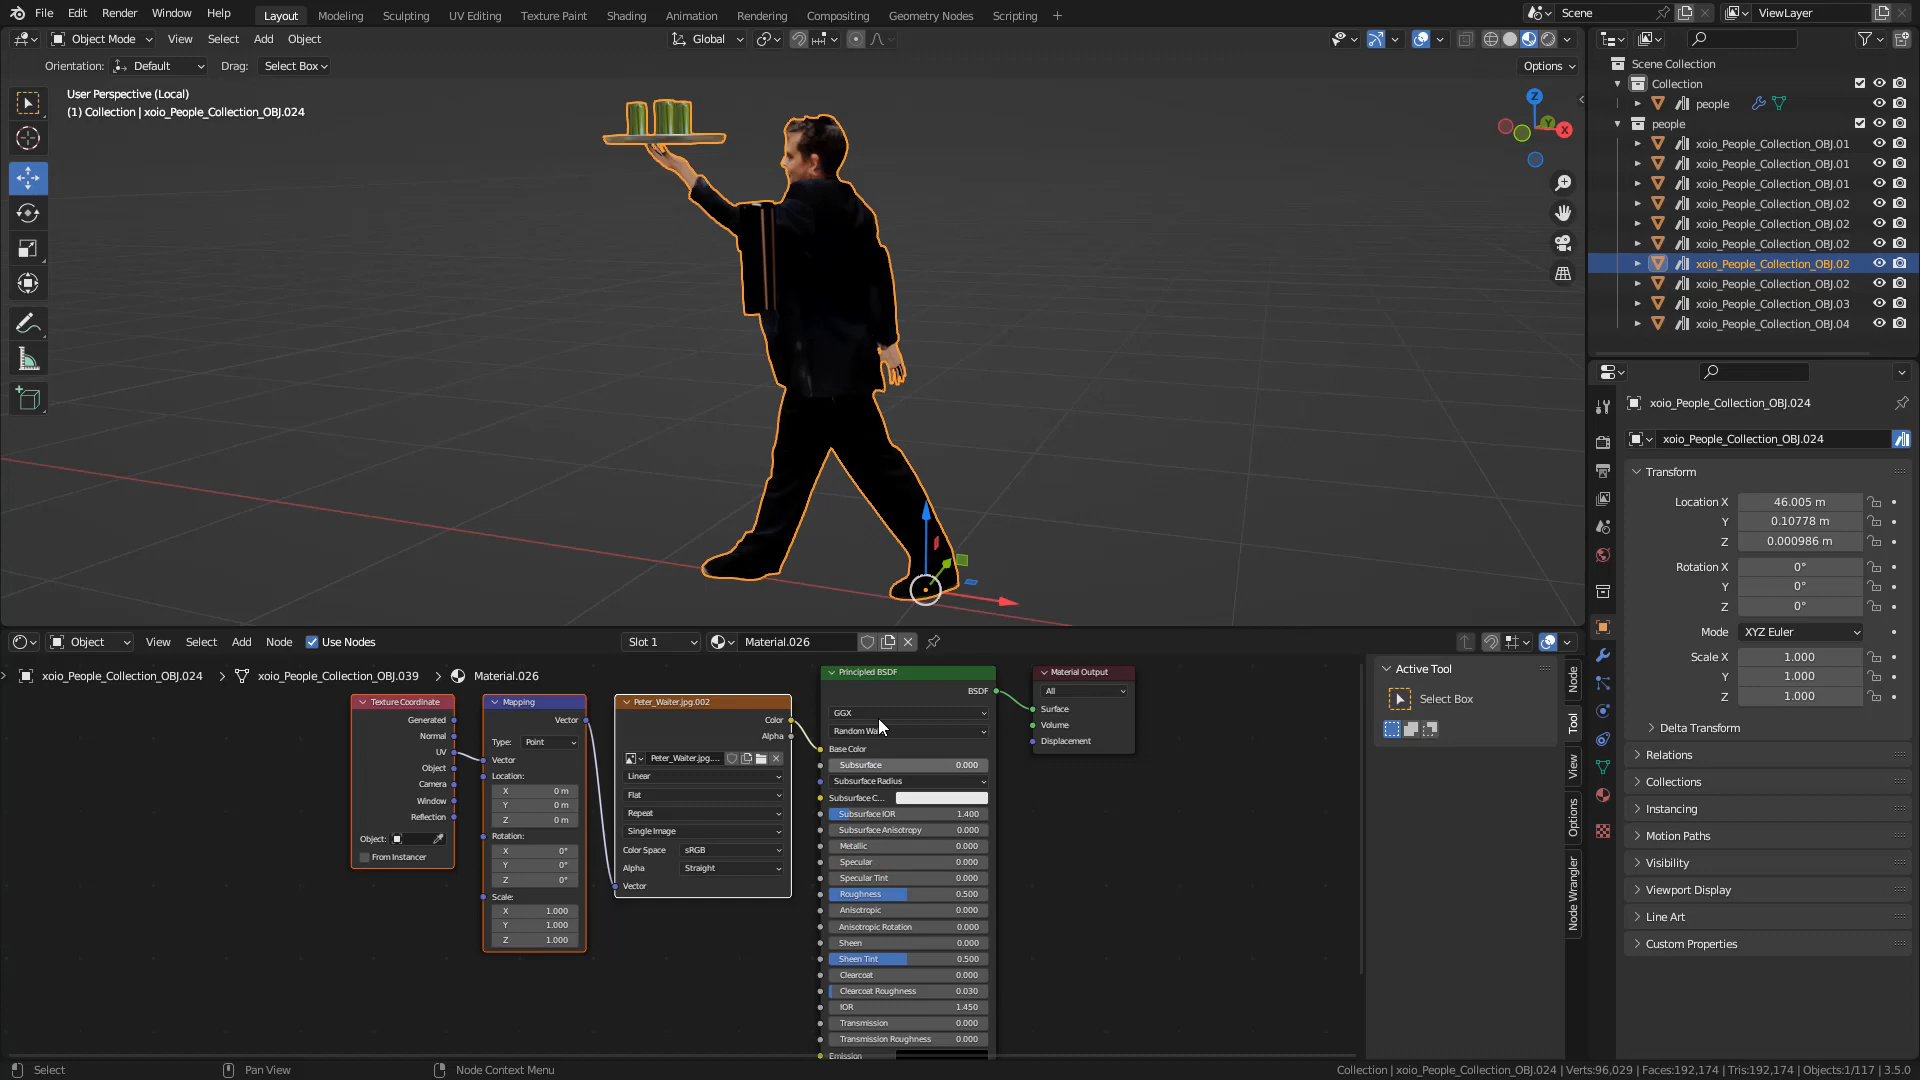 File Edit Render Window Help Layout Modeling Sculpting UV Editing Texture Paint Shading Animation Rendering Compositing Geometry Nodes Scripting Scene ViewLayer
Object Mode View Select Add Object Global
Orientation: Default Drag: Select Box Options
User Perspective (Local)
(1) Collection | xoio_People_Collection_OBJ.024
Z
Y
X
Scene Collection
Collection
people
people
xoio_People_Collection_OBJ.01
xoio_People_Collection_OBJ.01
xoio_People_Collection_OBJ.01
xoio_People_Collection_OBJ.02
xoio_People_Collection_OBJ.02
xoio_People_Collection_OBJ.02
xoio_People_Collection_OBJ.02
xoio_People_Collection_OBJ.02
xoio_People_Collection_OBJ.03
xoio_People_Collection_OBJ.04
xoio_People_Collection_OBJ.024
xoio_People_Collection_OBJ.024
Transform
Location X 46.005 m
Y 0.10778 m
Z 0.000986 m
Rotation X 0°
Y 0°
Z 0°
Mode XYZ Euler
Scale X 1.000
Y 1.000
Z 1.000
Delta Transform
Relations
Collections
Instancing
Motion Paths
Visibility
Viewport Display
Line Art
Custom Properties
Object View Select Add Node Use Nodes Slot 1 Material.026
xoio_People_Collection_OBJ.024 xoio_People_Collection_OBJ.039 Material.026
Texture Coordinate
Generated
Normal
UV
Object
Camera
Window
Reflection
Object:
From Instancer
Mapping
Vector
Type: Point
Vector
Location:
X 0 m
Y 0 m
Z 0 m
Rotation:
X 0°
Y 0°
Z 0°
Scale:
X 1.000
Y 1.000
Z 1.000
Peter_Waiter.jpg.002
Color
Alpha
Peter_Waiter.jpg....
Linear
Flat
Repeat
Single Image
Color Space sRGB
Alpha Straight
Vector
Principled BSDF
BSDF
GGX
Random Wa
Base Color
Subsurface 0.000
Subsurface Radius
Subsurface C...
Subsurface IOR 1.400
Subsurface Anisotropy 0.000
Metallic 0.000
Specular 0.000
Specular Tint 0.000
Roughness 0.500
Anisotropic 0.000
Anisotropic Rotation 0.000
Sheen 0.000
Sheen Tint 0.500
Clearcoat 0.000
Clearcoat Roughness 0.030
IOR 1.450
Transmission 0.000
Transmission Roughness 0.000
Emission
Material Output
All
Surface
Volume
Displacement
Active Tool
Select Box
Node
Tool
View
Options
Node Wrangler
Select Pan View Node Context Menu Collection | xoio_People_Collection_OBJ.024 | Verts:96,029 | Faces:192,174 | Tris:192,174 | Objects:1/117 | 3.5.0